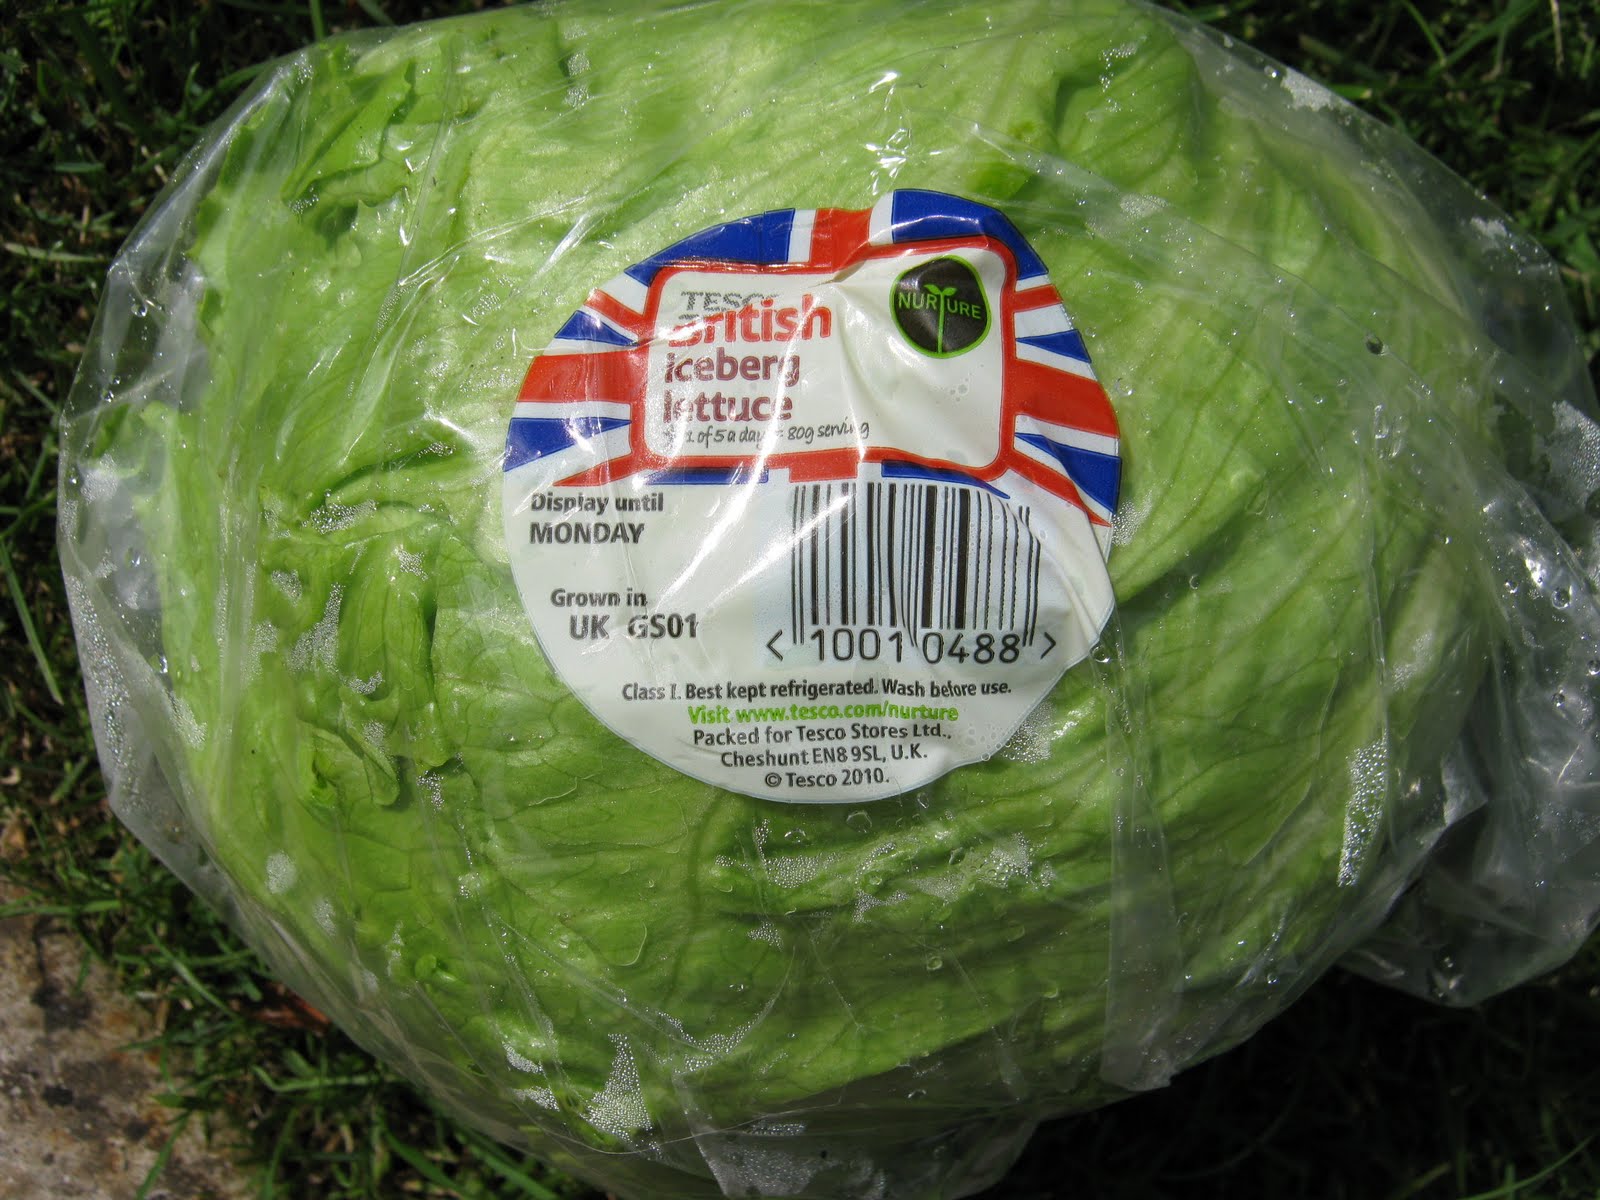 TESCO
British
iceberg
lettuce
1 of 5 a day = 80g serving
NURTURE
Display until
MONDAY
Grown in
UK GS01
<10010488>
Class I. Best kept refrigerated. Wash before use.
Visit www.tesco.com/nurture
Packed for Tesco Stores Ltd.,
Cheshunt EN8 9SL, U.K.
© Tesco 2010.